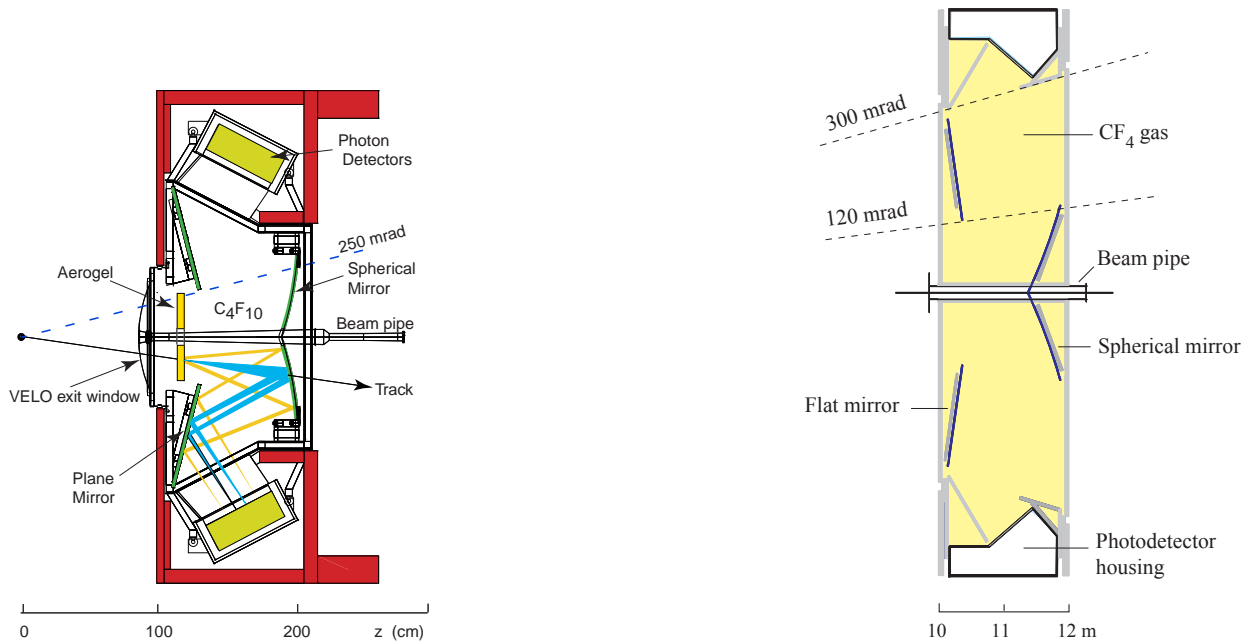 Photon
Detectors
250 mrad
Aerogel
Spherical
Mirror
C4F10
Beam pipe
VELO exit window
Track
Plane
Mirror
0 100 200 z (cm)
300 mrad
CF4 gas
120 mrad
Beam pipe
Spherical mirror
Flat mirror
Photodetector
housing
10 11 12 m